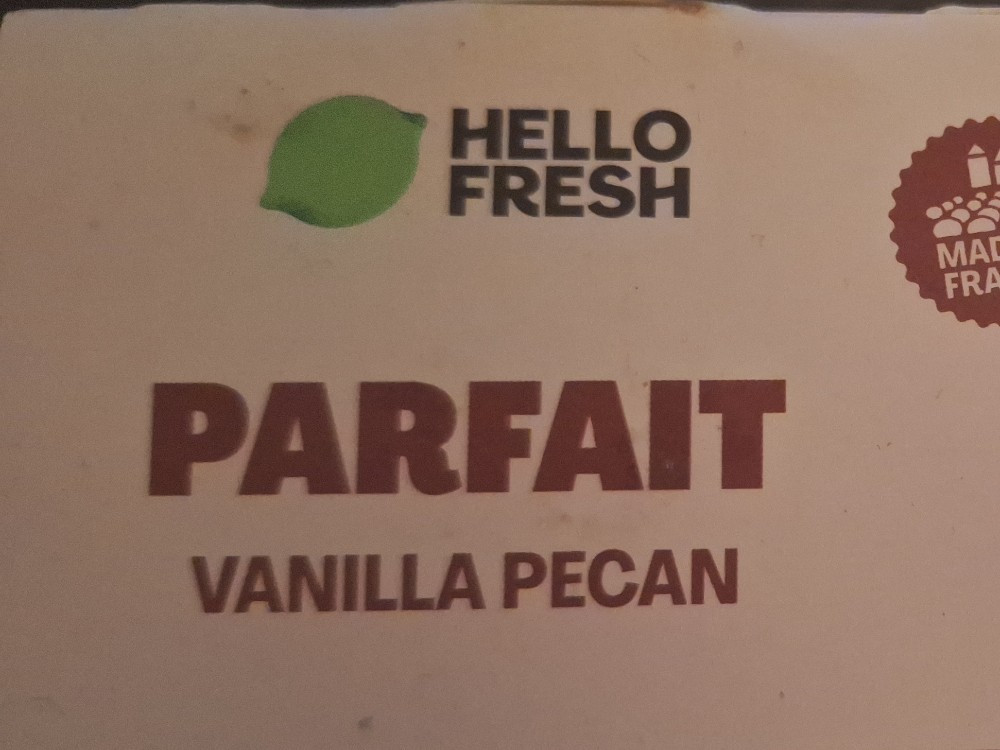 HELLO
FRESH
PARFAIT
VANILLA PECAN